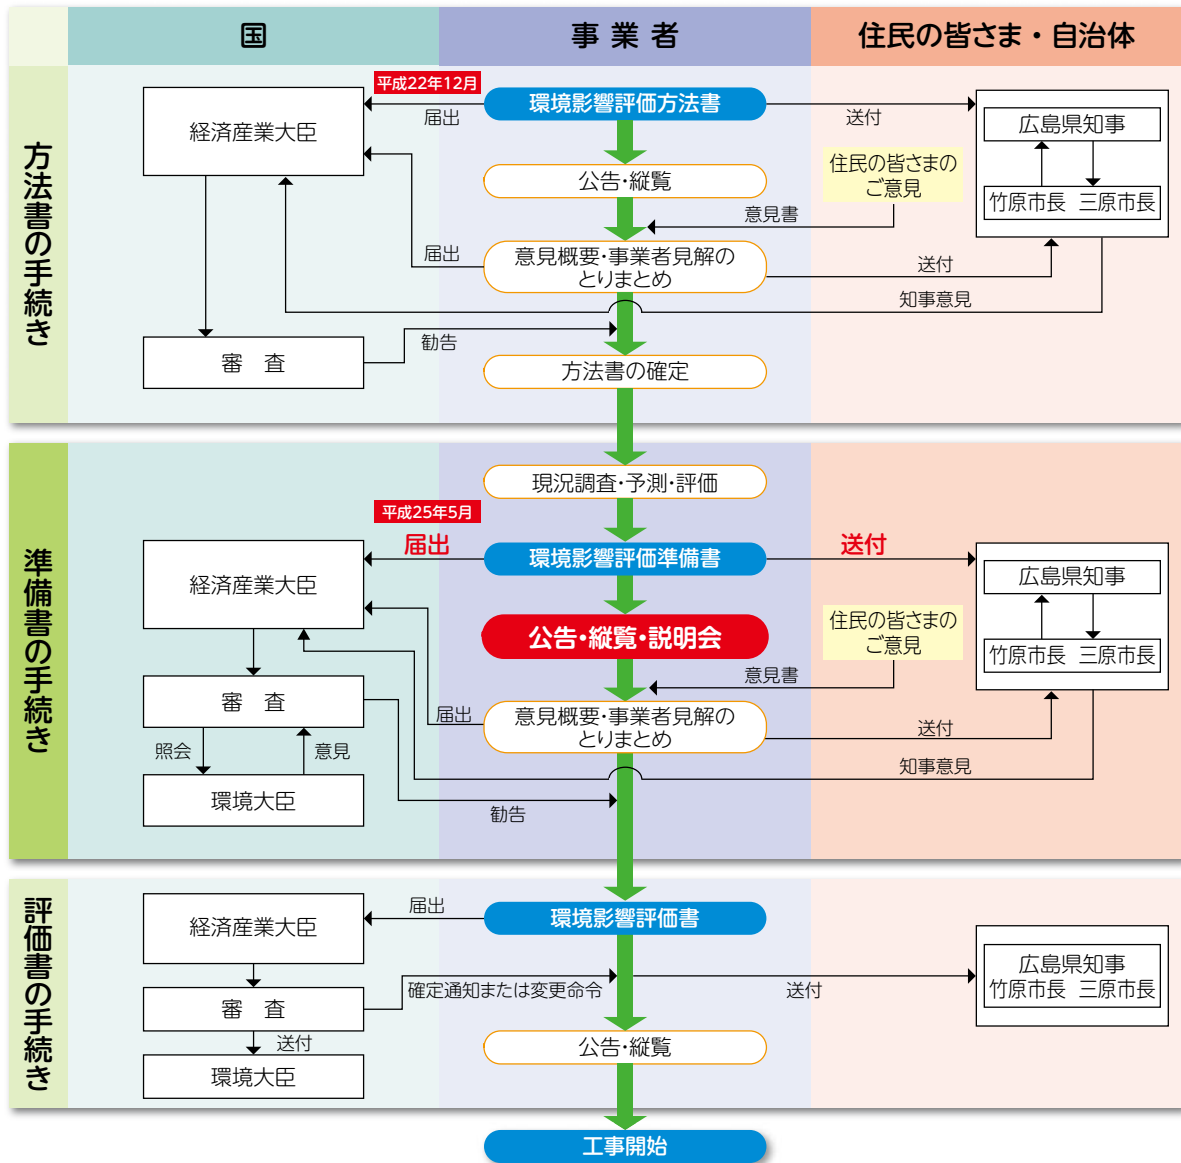 国
事業者
住民の皆さま・自治体
方法書の手続き
平成22年12月
経済産業大臣
届出
環境影響評価方法書
送付
広島県知事
竹原市長 三原市長
公告・縦覧
住民の皆さまの
ご意見
意見書
届出
意見概要・事業者見解の
とりまとめ
送付
知事意見
審 査
勧告
方法書の確定
準備書の手続き
現況調査・予測・評価
平成25年5月
経済産業大臣
届出
環境影響評価準備書
送付
広島県知事
竹原市長 三原市長
公告・縦覧・説明会
住民の皆さまの
ご意見
意見書
審 査
届出
意見概要・事業者見解の
とりまとめ
送付
照会
意見
知事意見
環境大臣
勧告
評価書の手続き
経済産業大臣
届出
環境影響評価書
審 査
確定通知または変更命令
送付
広島県知事
竹原市長 三原市長
送付
環境大臣
公告・縦覧
工事開始